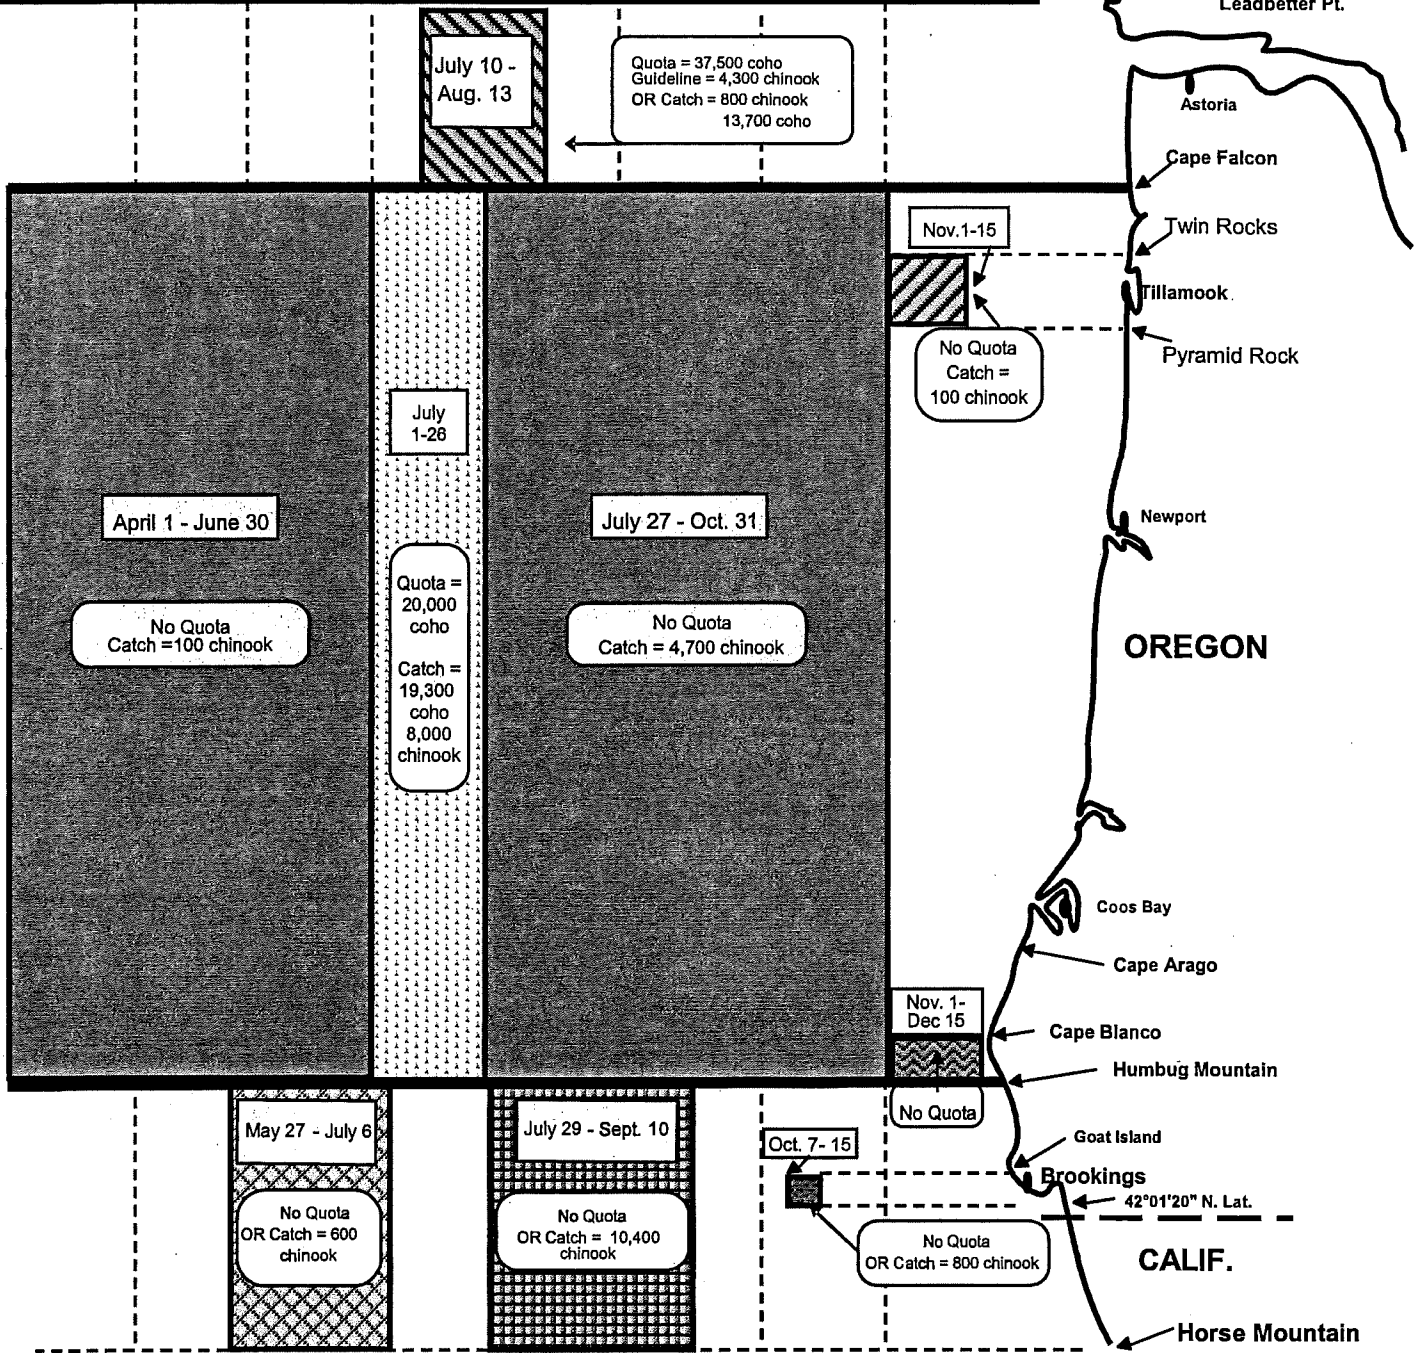 Leadbetter Pt.
July 10 -
Aug. 13
Quota = 37,500 coho
Guideline = 4,300 chinook
OR Catch = 800 chinook
13,700 coho
Astoria
Cape Falcon
Twin Rocks
Nov.1-15
Tillamook
No Quota
Catch =
100 chinook
Pyramid Rock
July
1-26
April 1 - June 30
July 27 - Oct. 31
Newport
Quota =
20,000
coho
Catch =
19,300
coho
8,000
chinook
No Quota
Catch =100 chinook
No Quota
Catch = 4,700 chinook
OREGON
Coos Bay
Cape Arago
Nov. 1-
Dec 15
Cape Blanco
Humbug Mountain
No Quota
May 27 - July 6
July 29 - Sept. 10
Oct. 7- 15
Goat Island
Brookings
42°01'20" N. Lat.
No Quota
OR Catch = 600
chinook
No Quota
OR Catch = 10,400
chinook
No Quota
OR Catch = 800 chinook
CALIF.
Horse Mountain